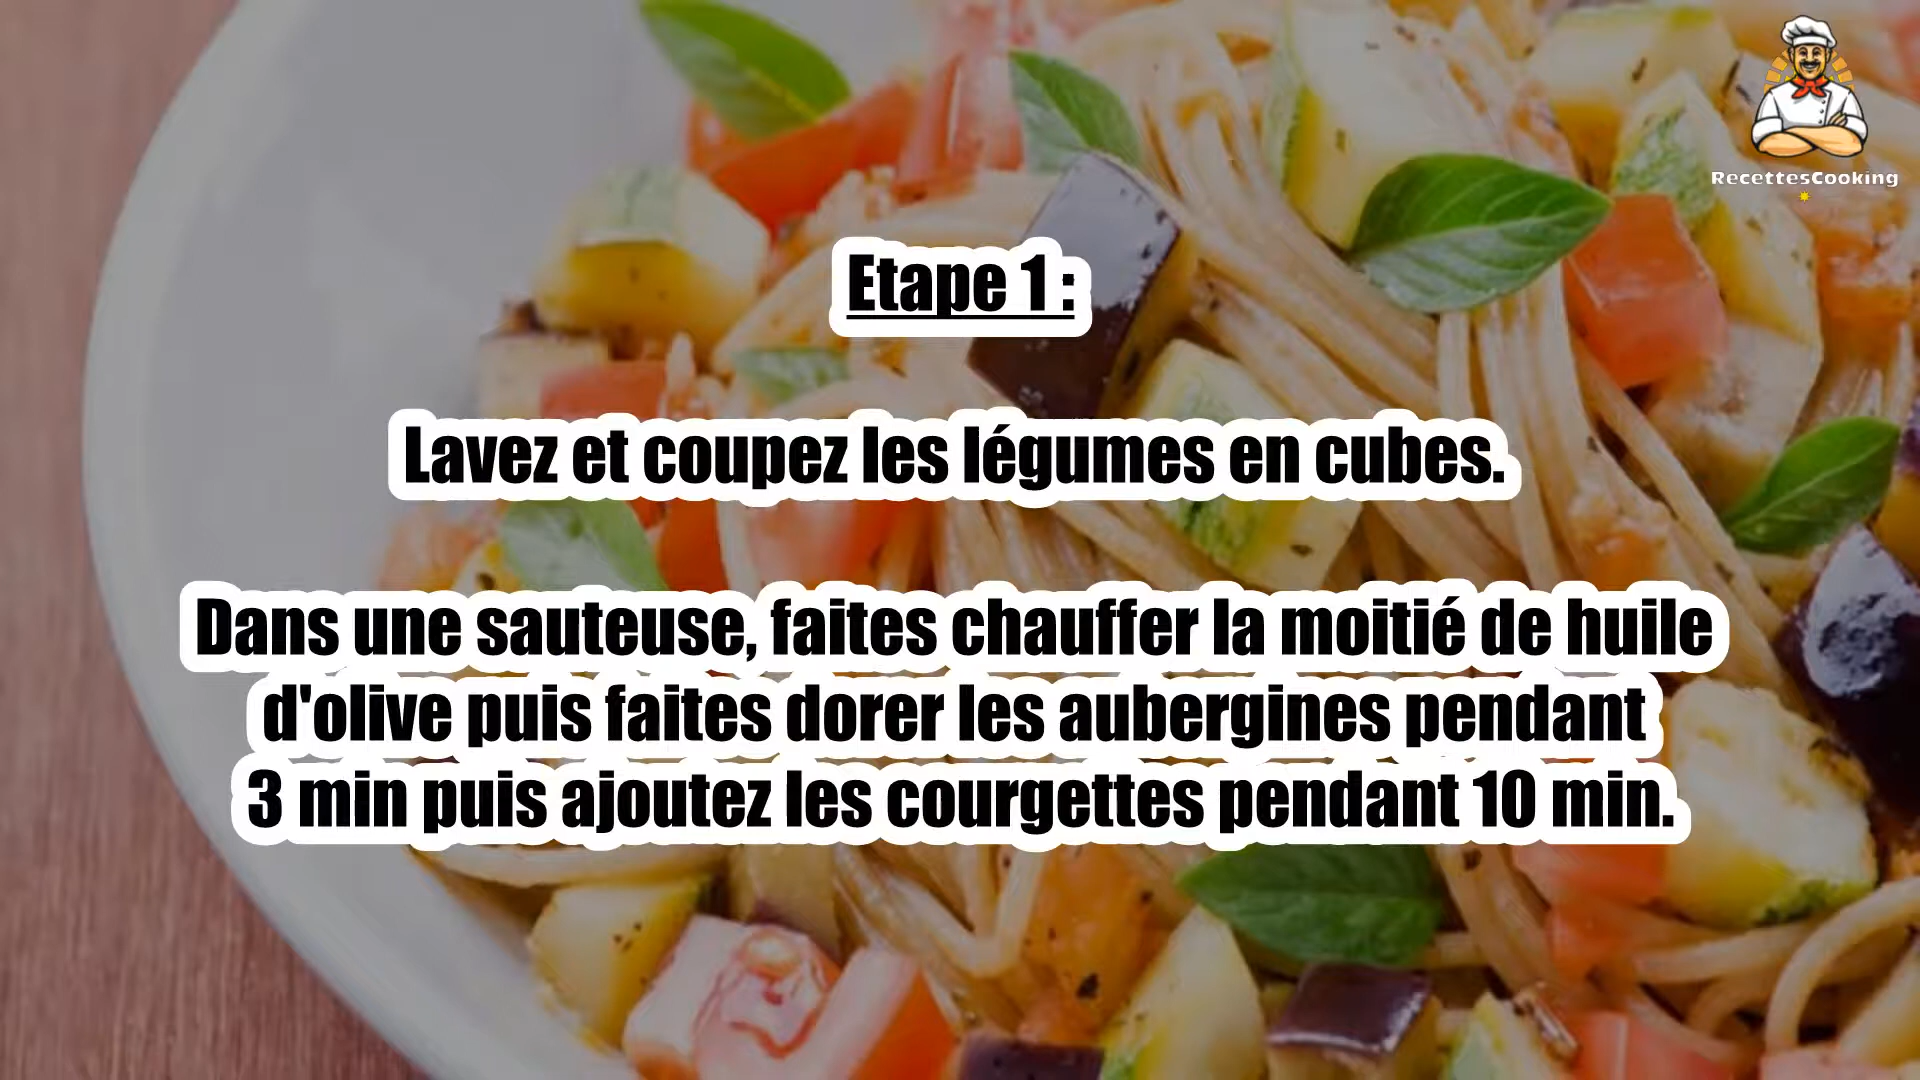 RecettesCooking
Etape 1 :
Lavez et coupez les légumes en cubes.
Dans une sauteuse, faites chauffer la moitié de huile
d'olive puis faites dorer les aubergines pendant
3 min puis ajoutez les courgettes pendant 10 min.